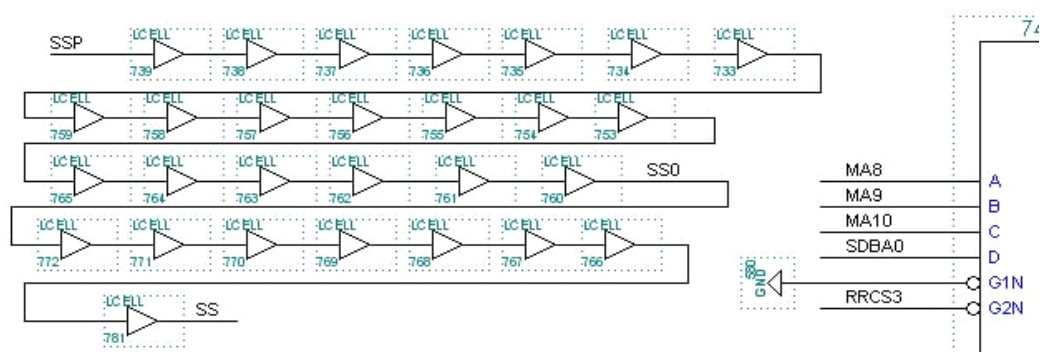 LCELL LCELL LCELL LCELL LCELL LCELL LCELL
SSP
739 738 737 736 735 734 733
LCELL LCELL LCELL LCELL LCELL LCELL LCELL
759 758 757 756 755 754 753
LCELL LCELL LCELL LCELL LCELL LCELL
SS0
765 764 763 762 761 760
LCELL LCELL LCELL LCELL LCELL LCELL LCELL
772 771 770 769 768 767 766
LCELL
SS
781
74
MA8
A
MA9
B
MA10
C
SDBA0
D
GND
G1N
RRCS3
G2N